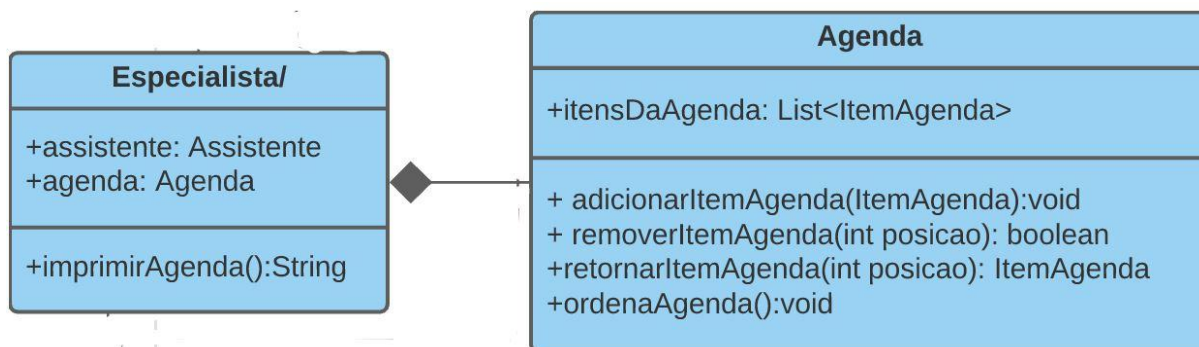 Especialista/
+assistente: Assistente
+agenda: Agenda
+imprimirAgenda():String
Agenda
+itensDaAgenda: List<ItemAgenda>
+ adicionarItemAgenda(ItemAgenda):void
+ removerItemAgenda(int posicao): boolean
+retornarItemAgenda(int posicao): ItemAgenda
+ordenaAgenda():void